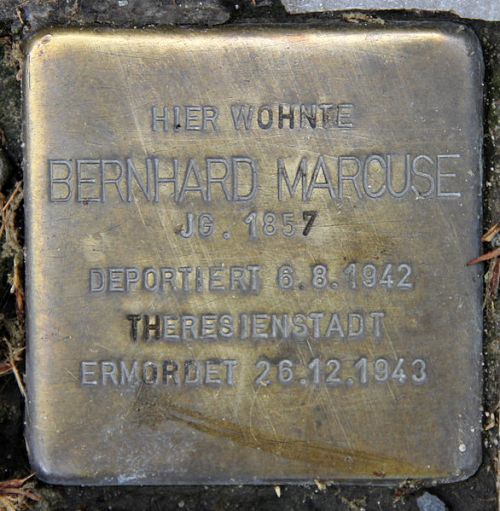 HIER WOHNTE
BERNHARD MARCUSE
JG. 1857
DEPORTIERT 6.8.1942
THERESIENSTADT
ERMORDET 26.12.1943